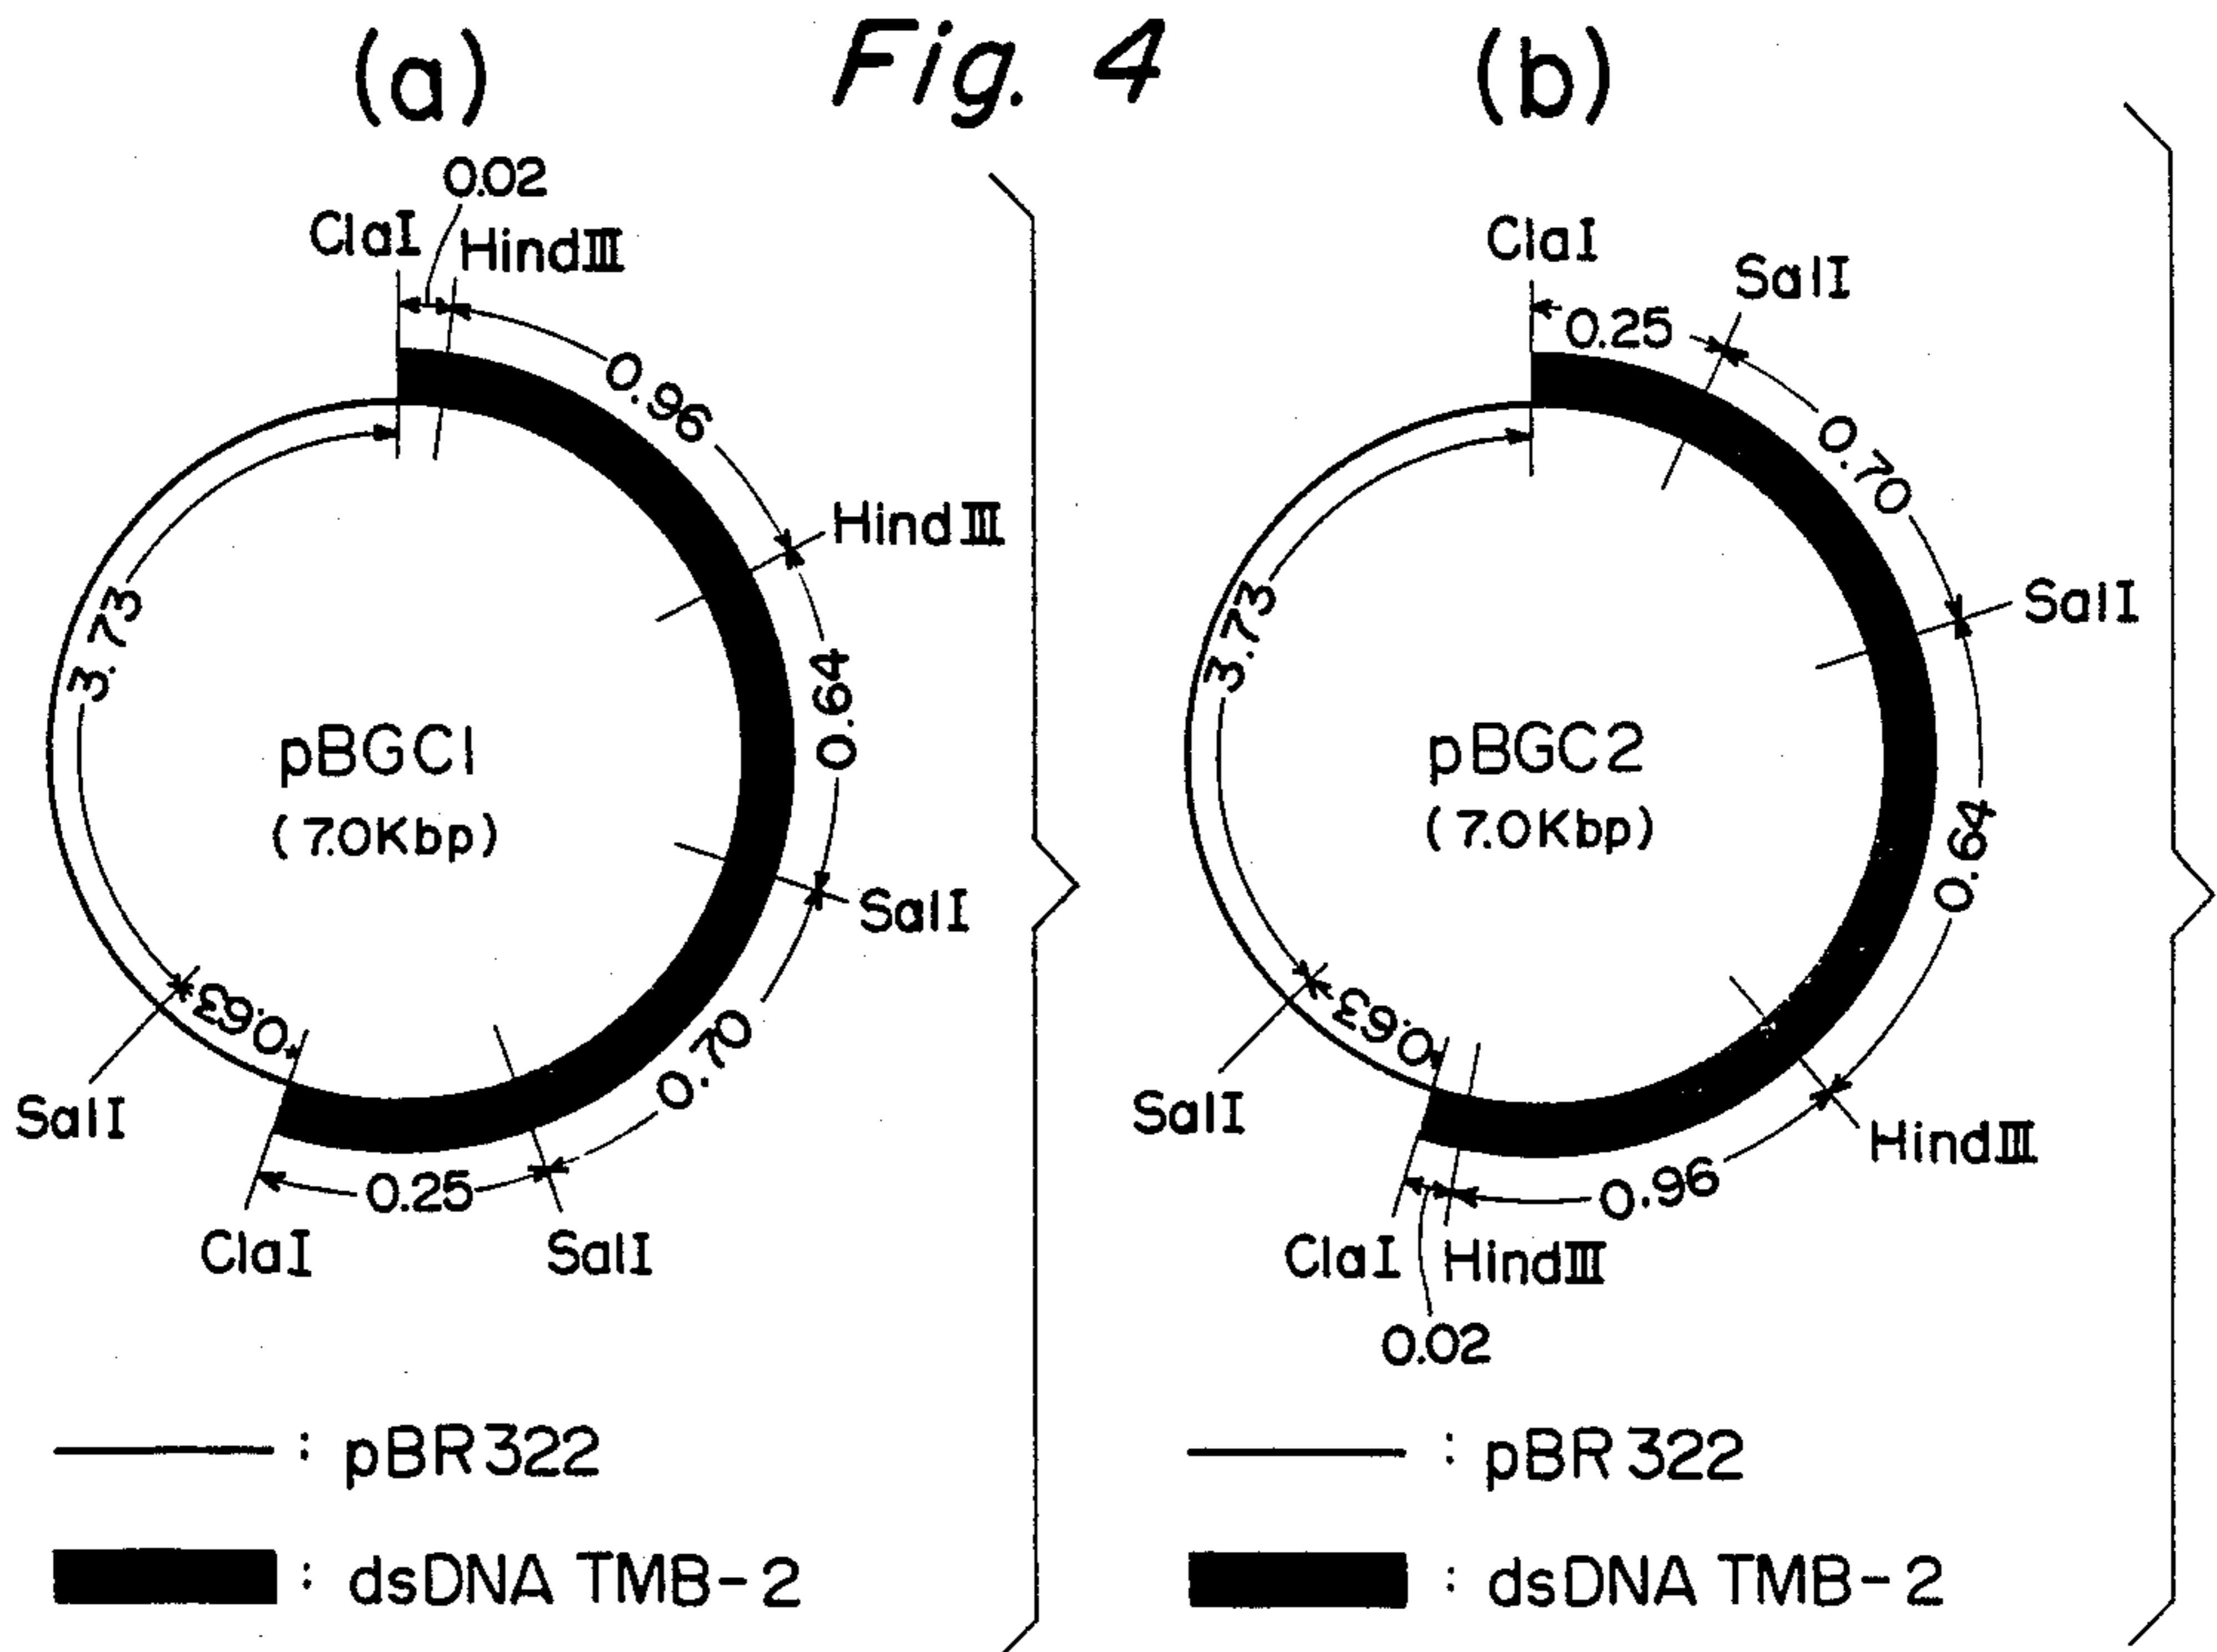 Fig. 4
(a)
0.02
ClaI
HindIII
0.96
HindIII
0.64
3.73
pBGC1
(7.0Kbp)
SalI
0.63
0.70
SalI
0.25
ClaI
SalI
: pBR322
: dsDNA TMB-2
(b)
ClaI
SalI
0.25
0.70
SalI
3.73
pBGC2
(7.0Kbp)
0.64
0.63
SalI
HindIII
0.96
ClaI
HindIII
0.02
: pBR322
: dsDNA TMB-2